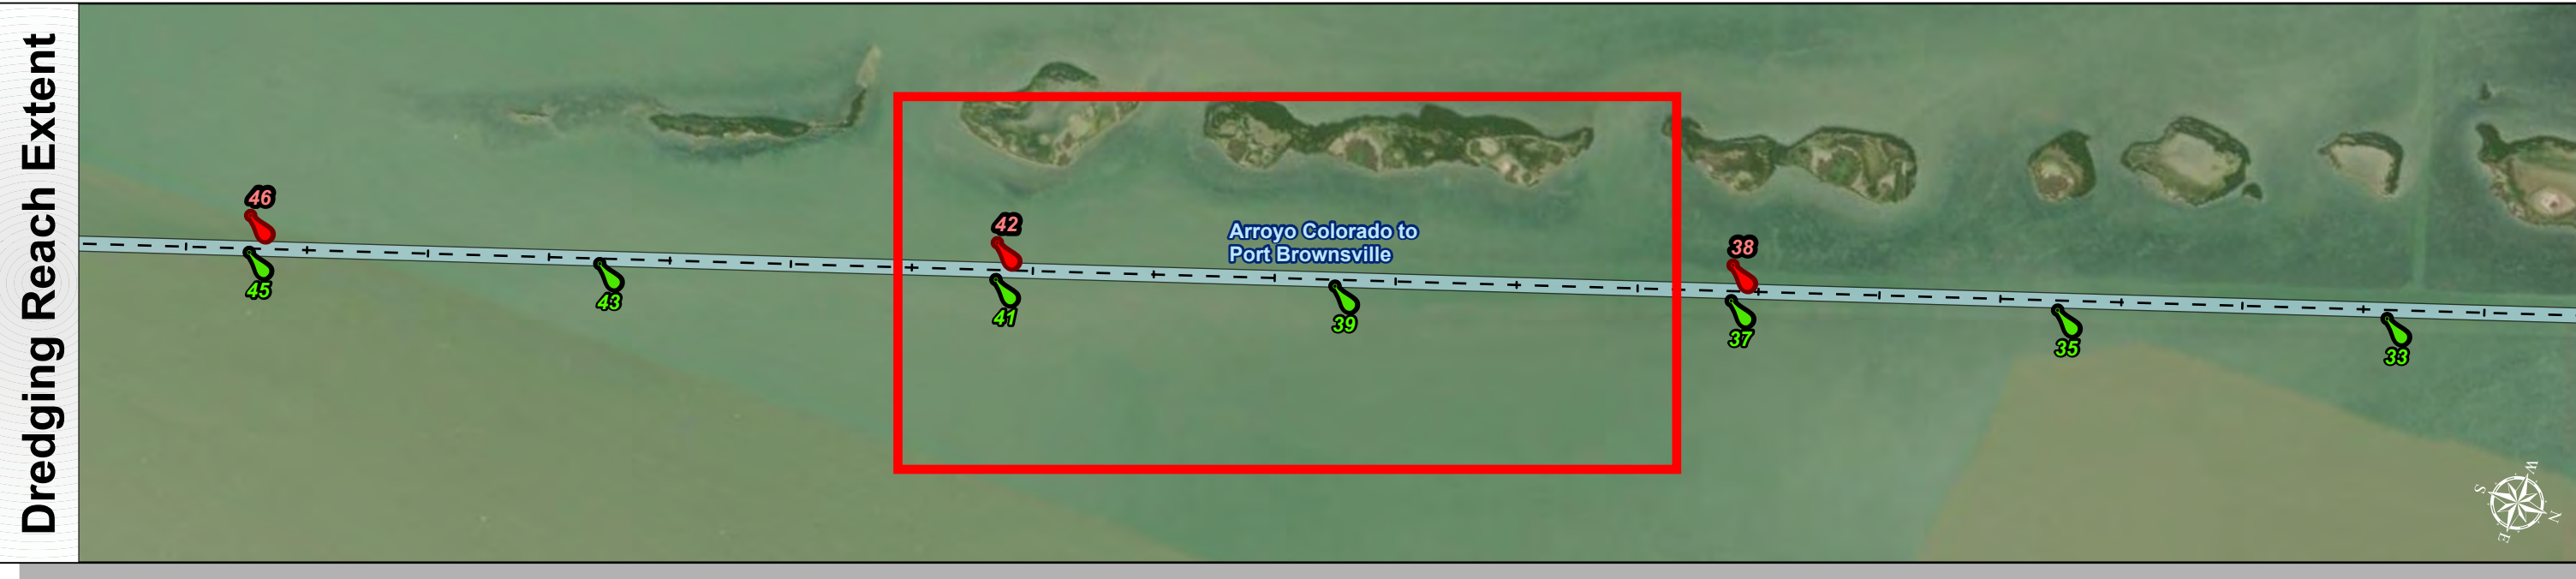 Dredging Reach Extent
46
45
43
42
41
Arroyo Colorado to
Port Brownsville
39
38
37
35
33
W
S
N
E